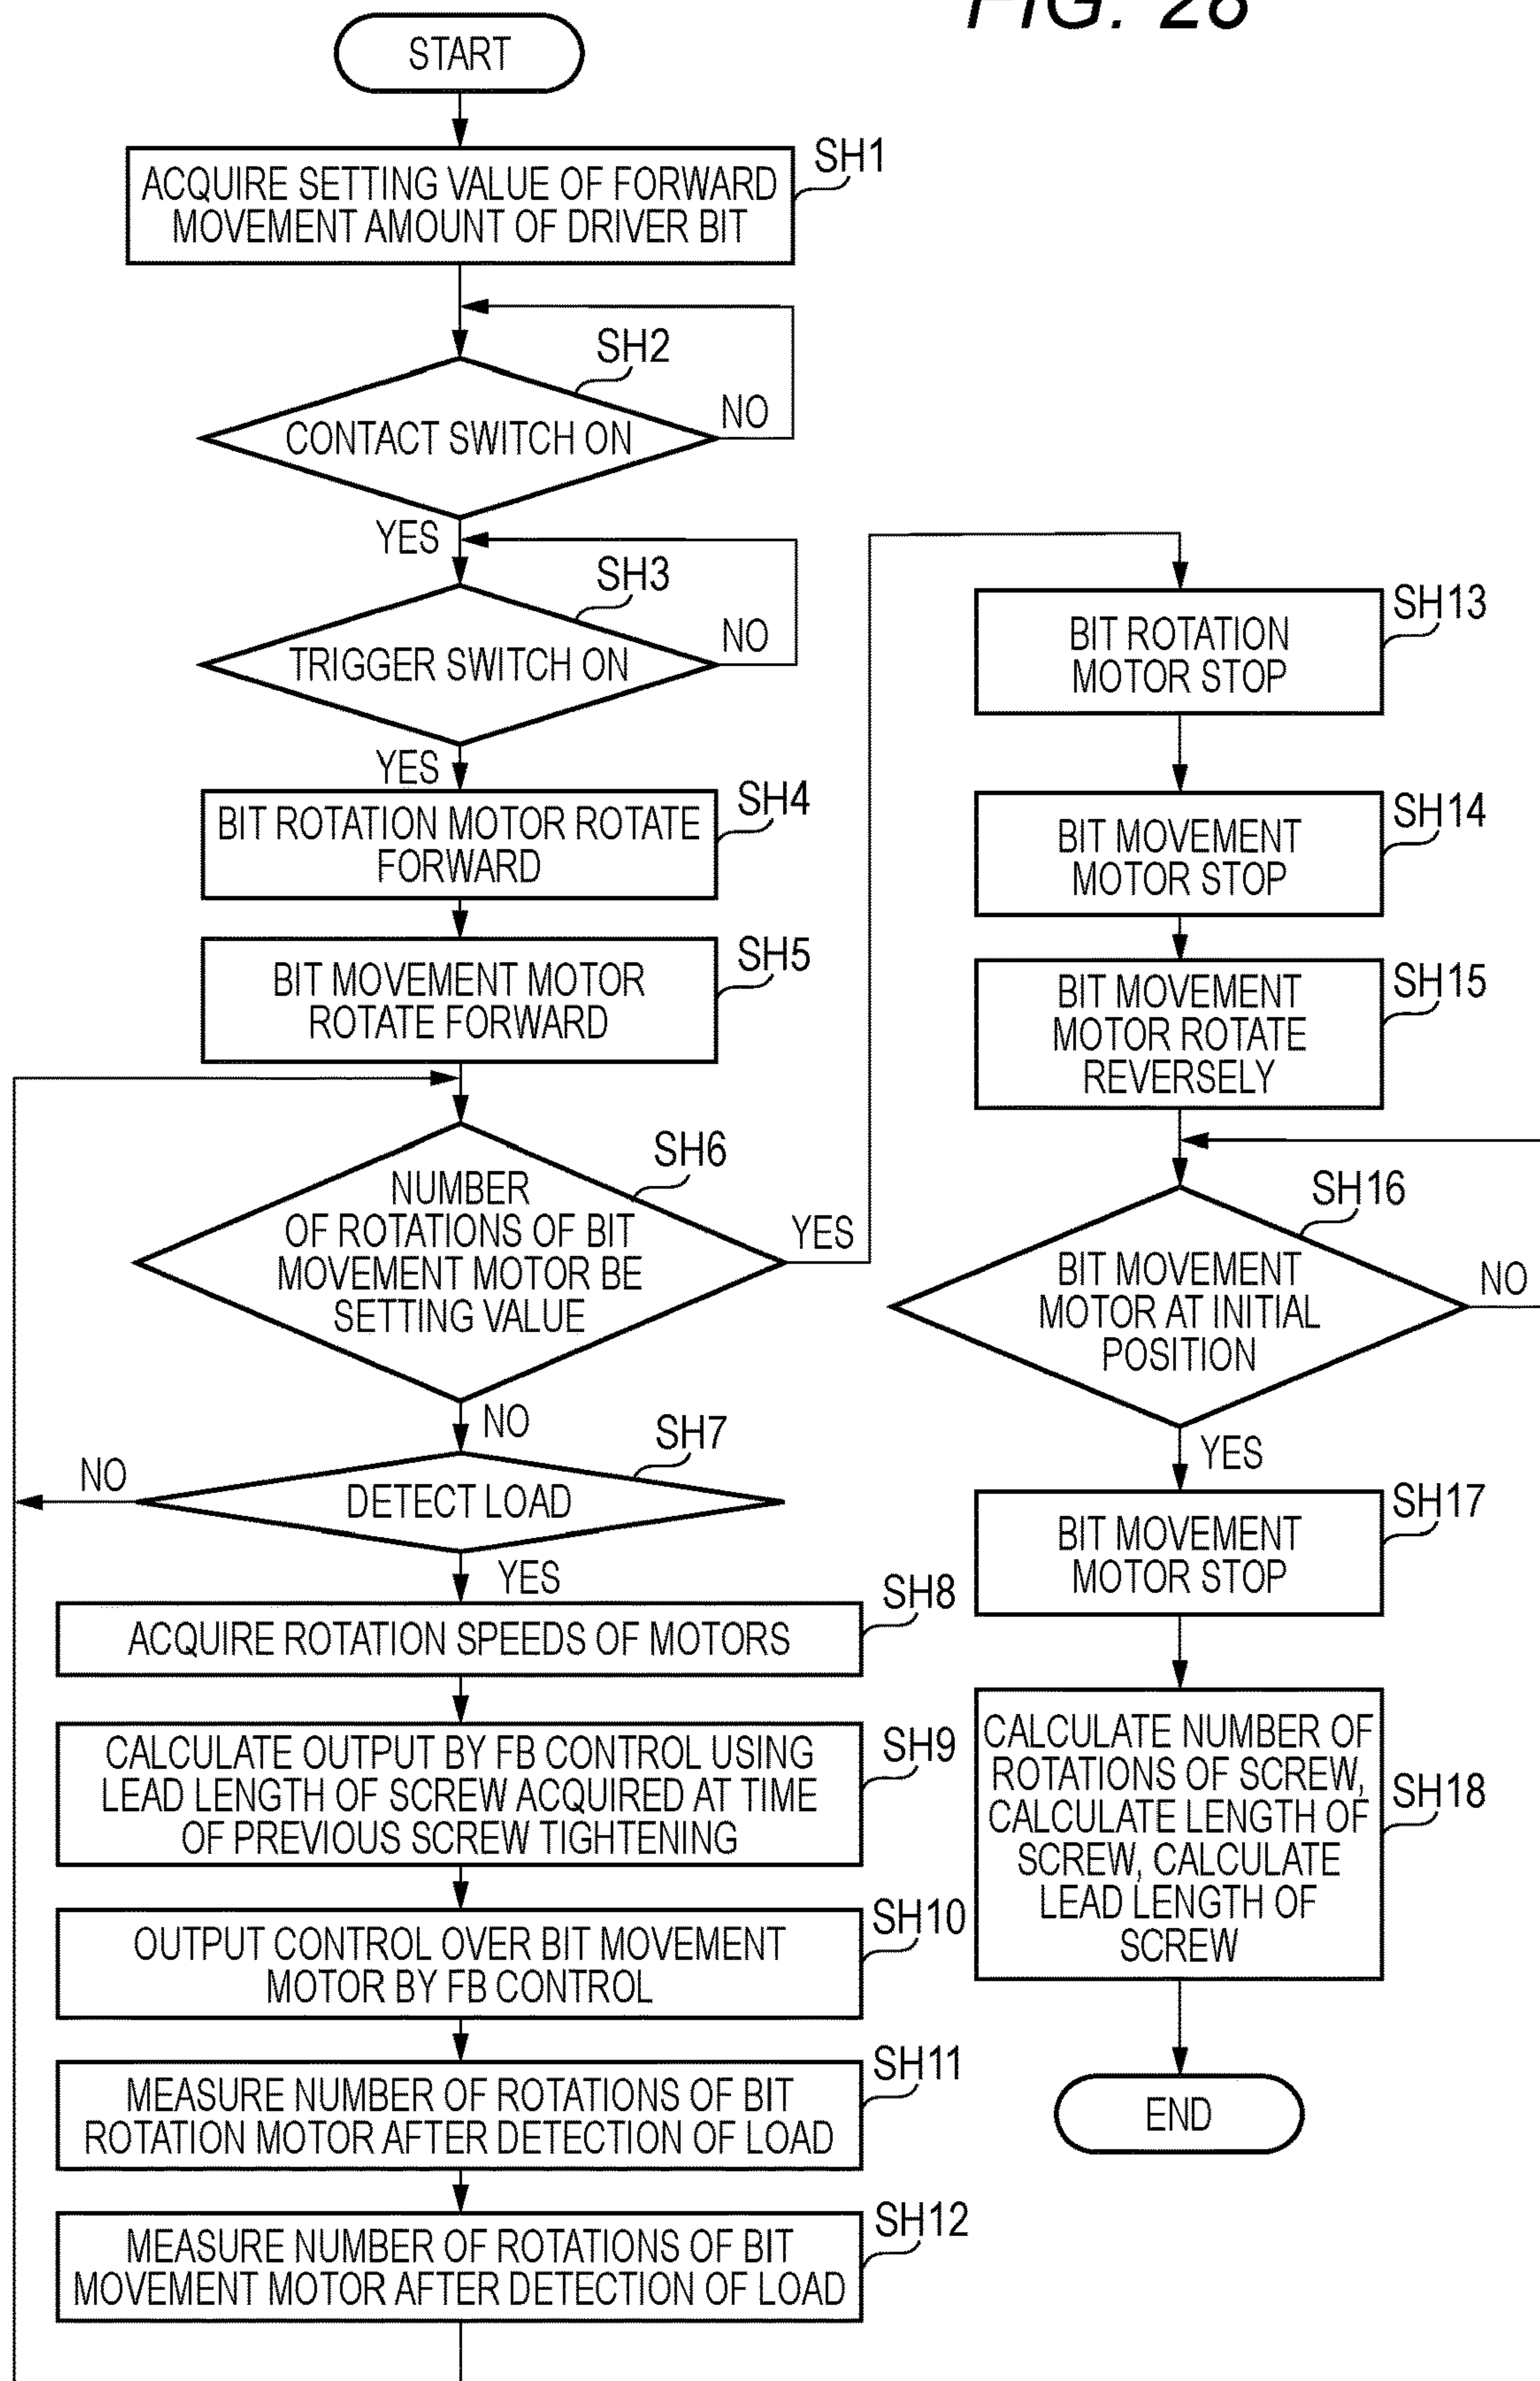 FIG. 28
START
SH1
ACQUIRE SETTING VALUE OF FORWARD
MOVEMENT AMOUNT OF DRIVER BIT
SH2
CONTACT SWITCH ON
NO
YES
SH3
TRIGGER SWITCH ON
NO
YES
SH4
BIT ROTATION MOTOR ROTATE
FORWARD
SH5
BIT MOVEMENT MOTOR
ROTATE FORWARD
SH6
NUMBER
OF ROTATIONS OF BIT
MOVEMENT MOTOR BE
SETTING VALUE
YES
NO
SH7
DETECT LOAD
NO
YES
SH8
ACQUIRE ROTATION SPEEDS OF MOTORS
SH9
CALCULATE OUTPUT BY FB CONTROL USING
LEAD LENGTH OF SCREW ACQUIRED AT TIME
OF PREVIOUS SCREW TIGHTENING
SH10
OUTPUT CONTROL OVER BIT MOVEMENT
MOTOR BY FB CONTROL
SH11
MEASURE NUMBER OF ROTATIONS OF BIT
ROTATION MOTOR AFTER DETECTION OF LOAD
SH12
MEASURE NUMBER OF ROTATIONS OF BIT
MOVEMENT MOTOR AFTER DETECTION OF LOAD
SH13
BIT ROTATION
MOTOR STOP
SH14
BIT MOVEMENT
MOTOR STOP
SH15
BIT MOVEMENT
MOTOR ROTATE
REVERSELY
SH16
BIT MOVEMENT
MOTOR AT INITIAL
POSITION
NO
YES
SH17
BIT MOVEMENT
MOTOR STOP
SH18
CALCULATE NUMBER OF
ROTATIONS OF SCREW,
CALCULATE LENGTH OF
SCREW, CALCULATE
LEAD LENGTH OF
SCREW
END